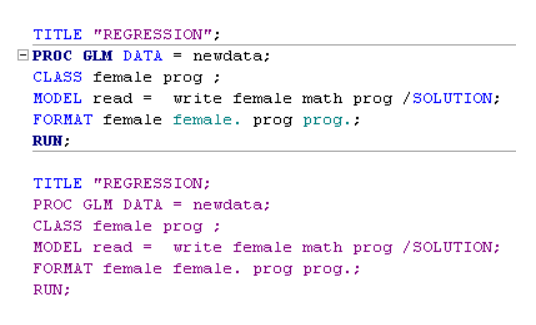 TITLE "REGRESSION";
PROC GLM DATA = newdata;
CLASS female prog ;
MODEL read =  write female math prog /SOLUTION;
FORMAT female female. prog prog.;
RUN;
TITLE "REGRESSION;
PROC GLM DATA = newdata;
CLASS female prog ;
MODEL read =  write female math prog /SOLUTION;
FORMAT female female. prog prog.;
RUN;